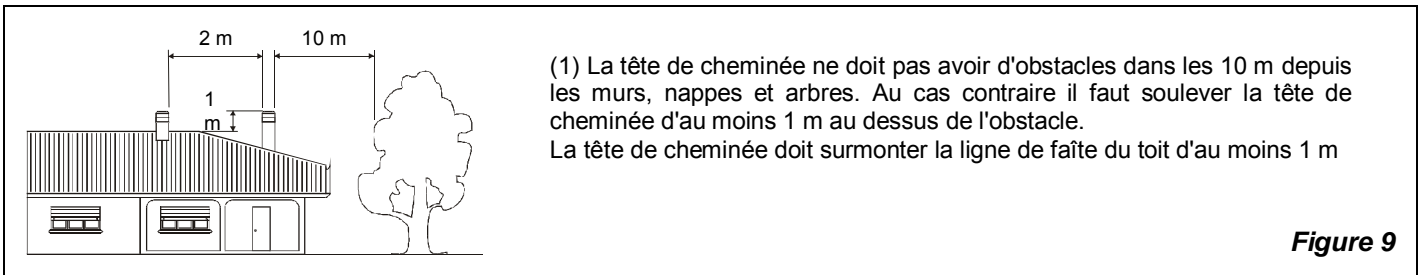 2 m
10 m
1
m
(1) La tête de cheminée ne doit pas avoir d'obstacles dans les 10 m depuis
les murs, nappes et arbres. Au cas contraire il faut soulever la tête de
cheminée d'au moins 1 m au dessus de l'obstacle.
La tête de cheminée doit surmonter la ligne de faîte du toit d'au moins 1 m
Figure 9